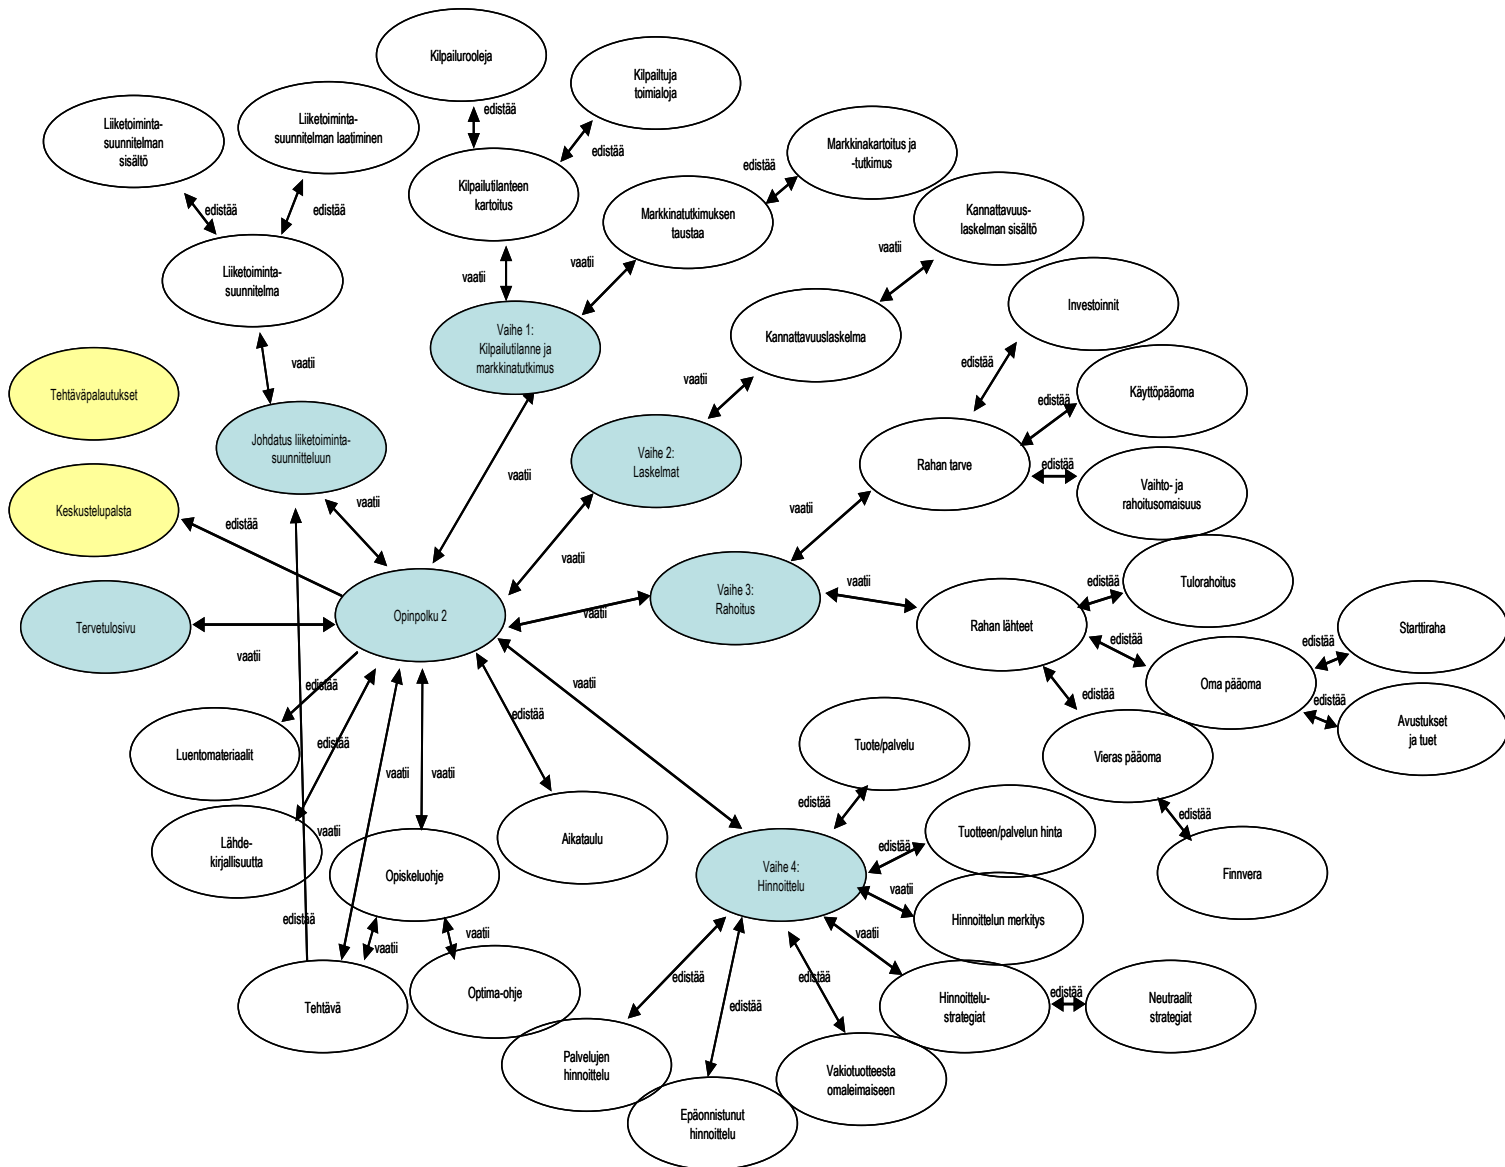 Kilpailurooleja
Kilpailtuja
toimialoja
edistää
edistää
Liiketoiminta-
suunnitelman
sisältö
Liiketoiminta-
suunnitelman laatiminen
Markkinakartoitus ja
-tutkimus
edistää
Kilpailutilanteen
kartoitus
edistää
edistää
Markkinatutkimuksen
taustaa
Kannattavuus-
laskelman sisältö
vaatii
vaatii
vaatii
Liiketoiminta-
suunnitelma
Investoinnit
Vaihe 1:
Kilpailutilanne ja
markkinatutkimus
Kannattavuuslaskelma
vaatii
vaatii
edistää
Tehtäväpalautukset
Käyttöpääoma
edistää
Johdatus liiketoiminta-
suunnitteluun
Vaihe 2:
Laskelmat
vaatii
Rahan tarve
edistää
Vaihto- ja
rahoitusomaisuus
Keskustelupalsta
edistää
vaatii
vaatii
vaatii
Tervetulosivu
vaatii
Opinpolku 2
vaatii
Vaihe 3:
Rahoitus
vaatii
Rahan lähteet
edistää
Tulorahoitus
edistää
edistää
Starttiraha
Oma pääoma
edistää
Avustukset
ja tuet
edistää
Vieras pääoma
edistää
Finnvera
vaatii
edistää
edistää
edistää
vaatii
vaatii
vaatii
Luentomateriaalit
Lähde-
kirjallisuutta
Opiskeluohje
Aikataulu
Tuote/palvelu
edistää
Tuotteen/palvelun hinta
edistää
Vaihe 4:
Hinnoittelu
vaatii
Hinnoittelun merkitys
vaatii
edistää
vaatii
vaatii
Tehtävä
Optima-ohje
edistää
edistää
edistää
Hinnoittelu-
strategiat
edistää
Neutraalit
strategiat
Palvelujen
hinnoittelu
Vakiotuotteesta
omaleimaiseen
Epäonnistunut
hinnoittelu